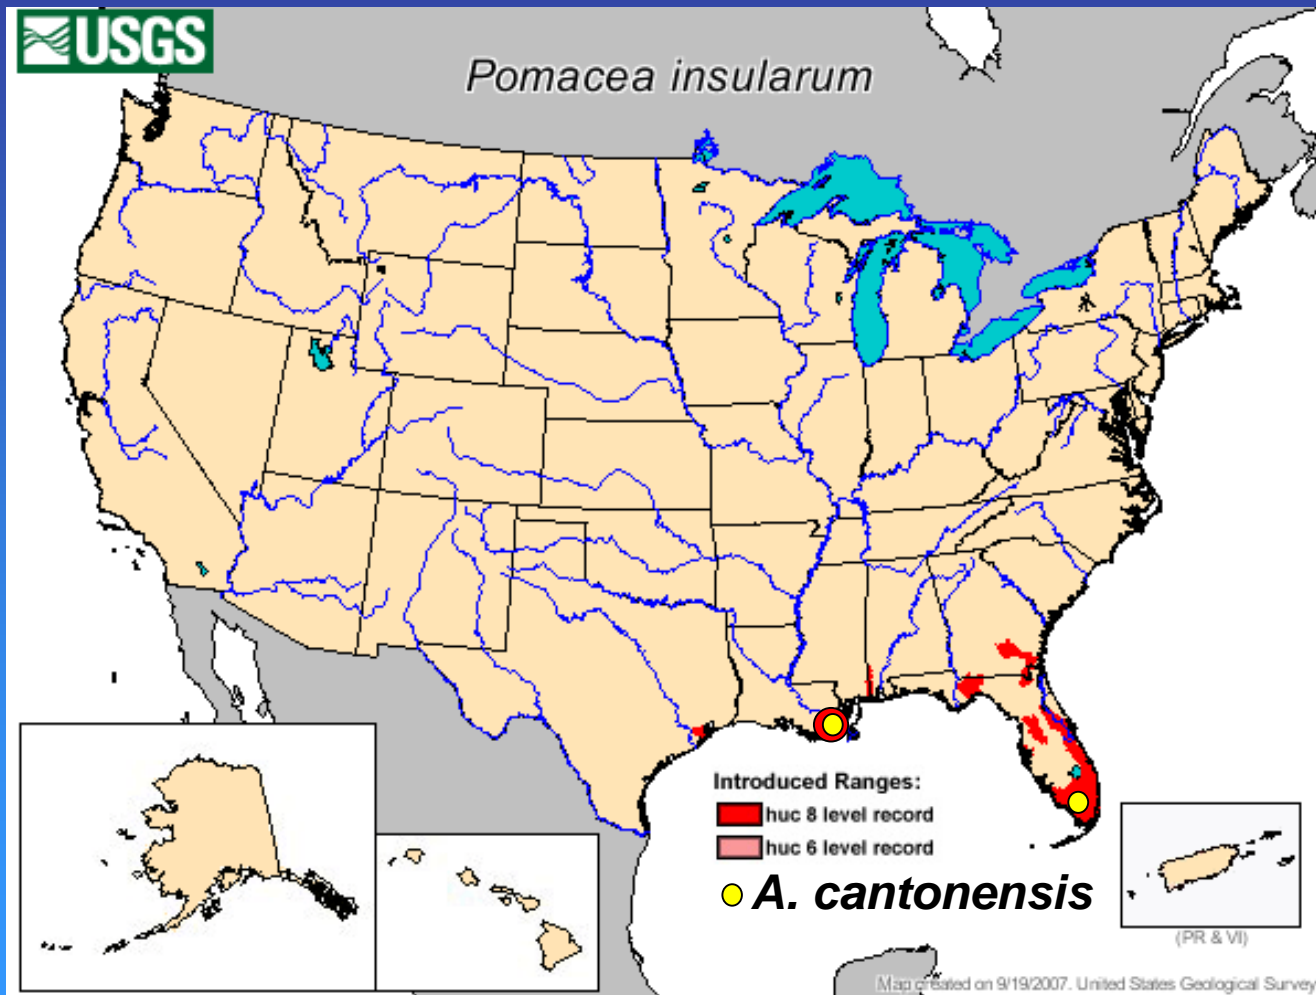 USGS
Pomacea insularum
Introduced Ranges:
huc 8 level record
huc 6 level record
A. cantonensis
(PR & VI)
Map created on 9/19/2007. United States Geological Survey